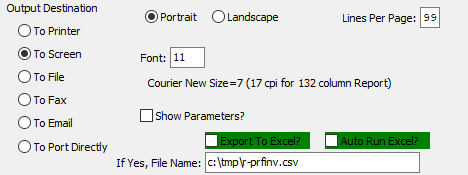 Output Destination
Portrait
Landscape
Lines Per Page: 99
To Printer
To Screen
Font: 11
To File
Courier New Size=7 (17 cpi for 132 column Report)
To Fax
To Email
Show Parameters?
To Port Directly
Export To Excel?
Auto Run Excel?
If Yes, File Name: c:\tmp\r-prfinv.csv